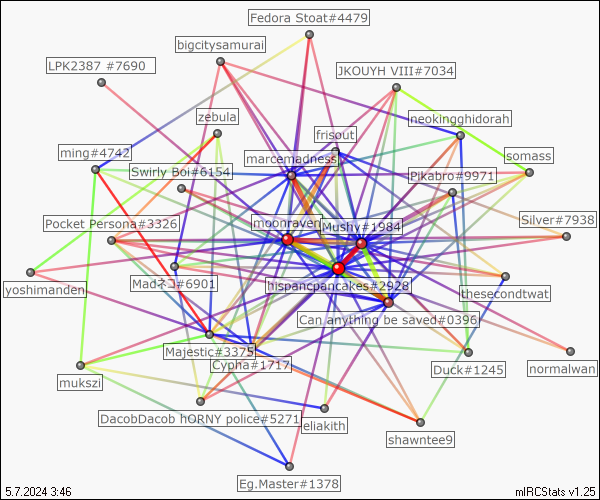 Fedora Stoat#4479
bigcitysamurai
LPK2387 #7690
JKOUYH VIII#7034
zebula
neokingghidorah
frisout
ming#4742
marcemadness
somass
Swirly Boi#6154
Pikabro#9971
Pocket Persona#3326
moonraven
Mushy#1984
Silver#7938
yoshimanden
Madネコ#6901
hispancpancakes#2928
thesecondtwat
Can anything be saved#0396
Majestic#3375
Cypha#1717
Duck#1245
normalwan
mukszi
DacobDacob hORNY police#5271
eliakith
shawntee9
Eg.Master#1378
5.7.2024 3:46
mIRCStats v1.25